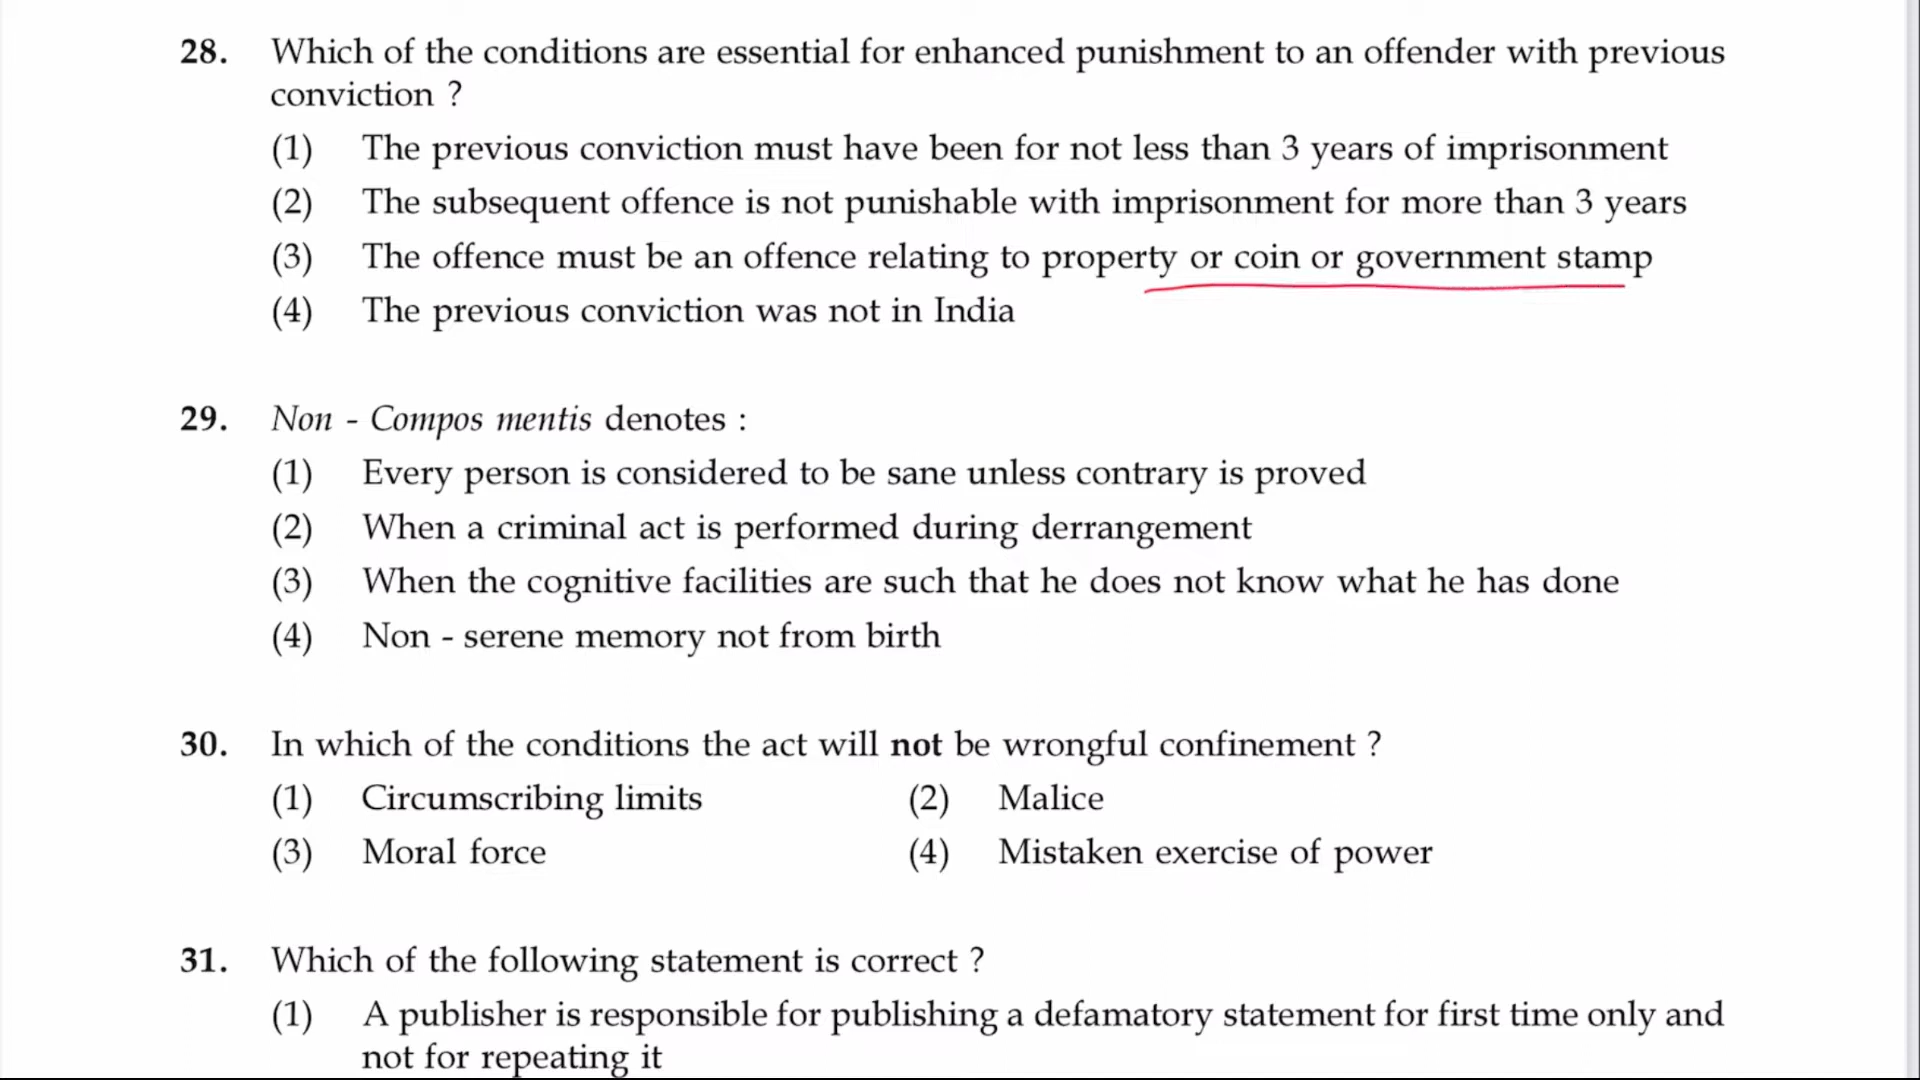 28. Which of the conditions are essential for enhanced punishment to an offender with previous
conviction ?
(1) The previous conviction must have been for not less than 3 years of imprisonment
(2) The subsequent offence is not punishable with imprisonment for more than 3 years
(3) The offence must be an offence relating to property or coin or government stamp
(4) The previous conviction was not in India
29. Non - Compos mentis denotes :
(1) Every person is considered to be sane unless contrary is proved
(2) When a criminal act is performed during derrangement
(3) When the cognitive facilities are such that he does not know what he has done
(4) Non - serene memory not from birth
30. In which of the conditions the act will not be wrongful confinement ?
(1) Circumscribing limits (2) Malice
(3) Moral force (4) Mistaken exercise of power
31. Which of the following statement is correct ?
(1) A publisher is responsible for publishing a defamatory statement for first time only and
not for repeating it